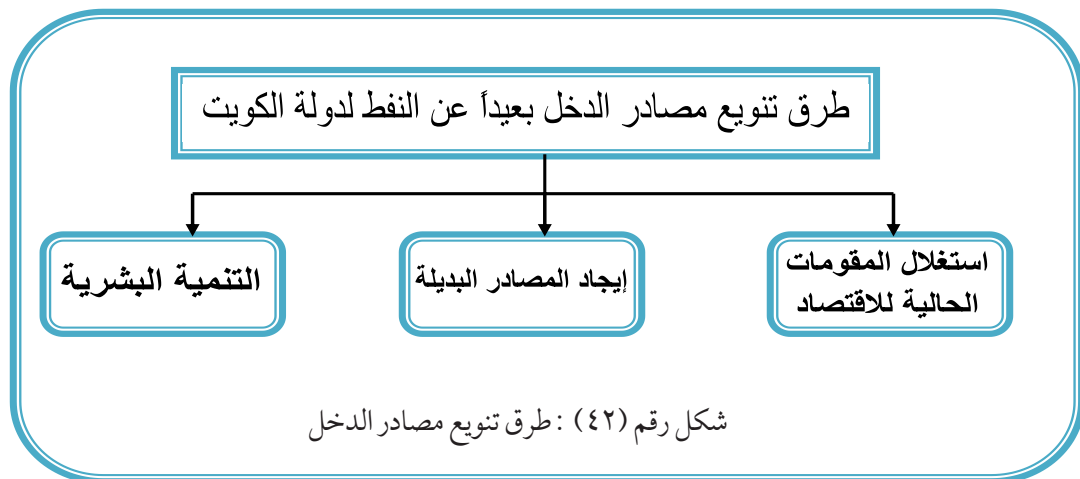 طرق تنويع مصادر الدخل بعيداً عن النفط لدولة الكويت
استغلال المقومات
الحالية للاقتصاد
إيجاد المصادر البديلة
التنمية البشرية
شكل رقم (٤٢) : طرق تنويع مصادر الدخل